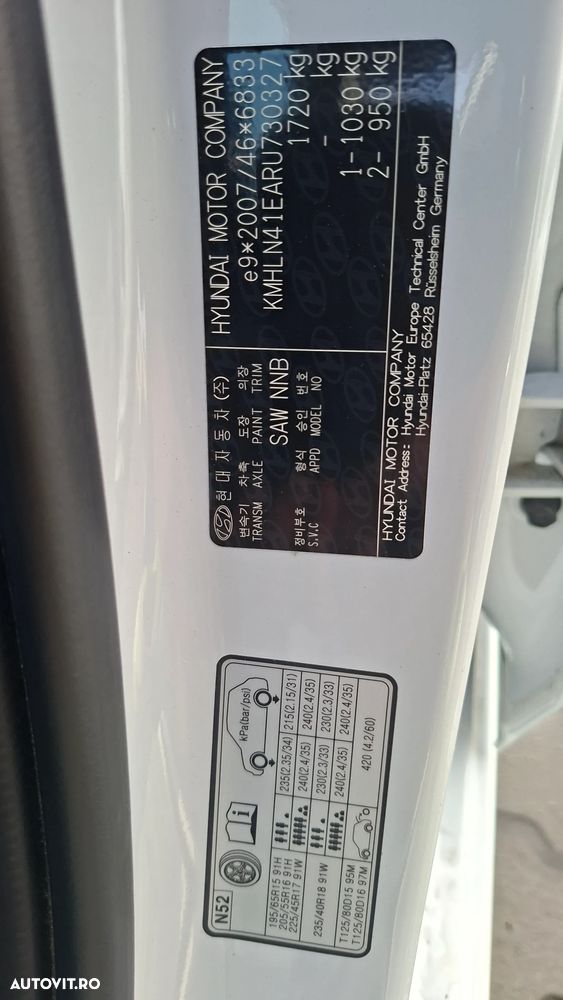 현대자동차(주)
HYUNDAI MOTOR COMPANY
변속기 차축 도장 의장
TRANSM AXLE PAINT TRIM
SAW NNB
e9*2007/46*6833
KMHLN41EARU730327
1720 kg
- kg
1- 1030 kg
2- 950 kg
정비부호 형식 승인 번호
S.V.C APPD MODEL NO
HYUNDAI MOTOR COMPANY
Contact Address: Hyundai Motor Europe Technical Center GmbH
Hyundai-Platz 65428 Rüsselsheim Germany
N52
kPa(bar/psi)
195/65R15 91H
205/55R16 91H
225/45R17 91W
235(2.35/34) 215(2.15/31)
240(2.4/35) 240(2.4/35)
235/40R18 91W
230(2.3/33) 230(2.3/33)
240(2.4/35) 240(2.4/35)
T125/80D15 95M
T125/80D16 97M
420 (4.2/60)
AUTOVIT.RO